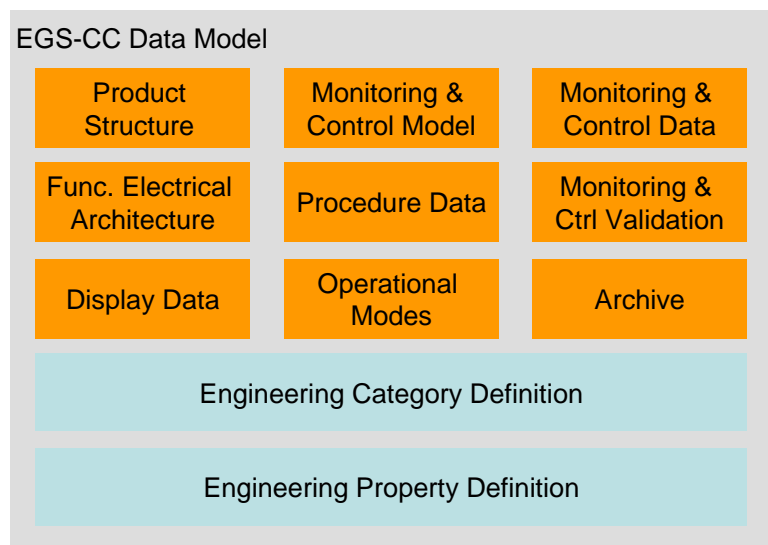 EGS-CC Data Model
Product
Structure
Monitoring &
Control Model
Monitoring &
Control Data
Func. Electrical
Architecture
Procedure Data
Monitoring &
Ctrl Validation
Display Data
Operational
Modes
Archive
Engineering Category Definition
Engineering Property Definition